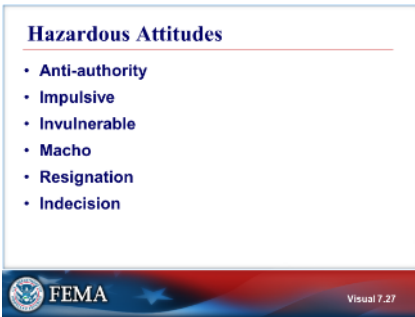 Hazardous Attitudes
• Anti-authority
• Impulsive
• Invulnerable
• Macho
• Resignation
• Indecision
FEMA
Visual 7.27